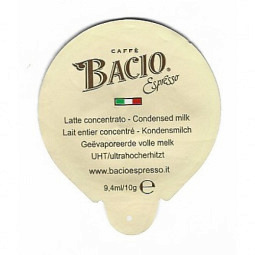 CAFFÈ
BACIO®
Espresso
Latte concentrato - Condensed milk
Lait entier concentré - Kondensmilch
Geëvaporeerde volle melk
UHT/ultrahocherhitzt
www.bacioespresso.it
9,4ml/10g ℮